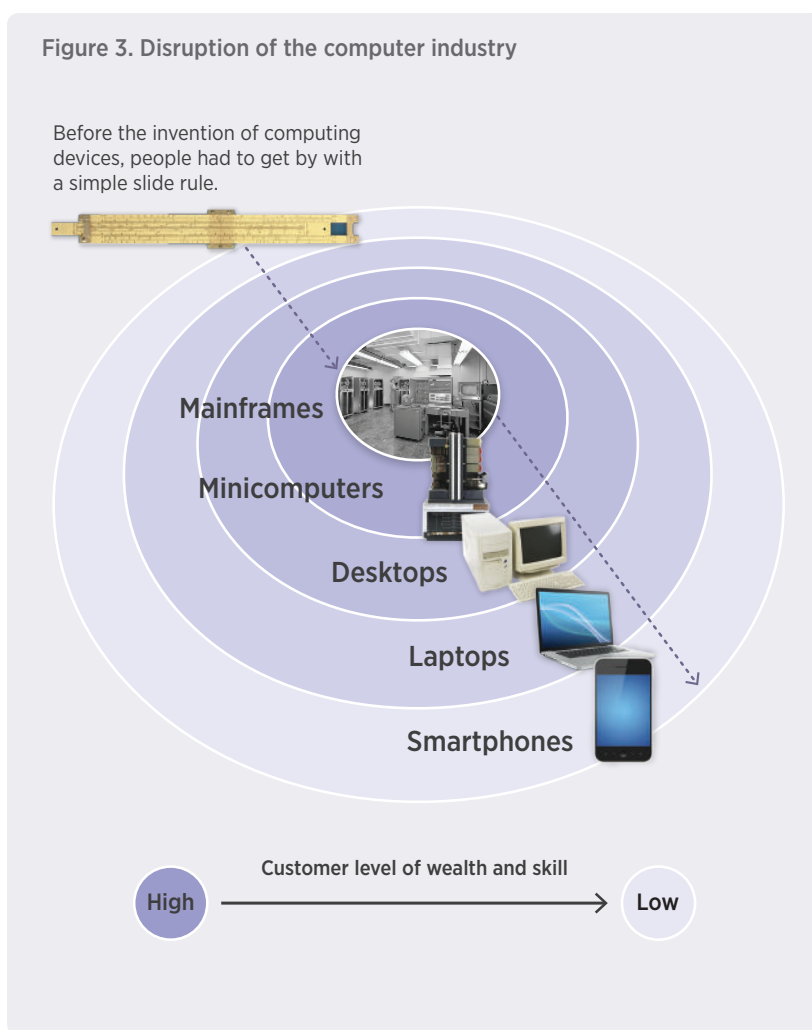 Figure 3. Disruption of the computer industry
Before the invention of computing
devices, people had to get by with
a simple slide rule.
Mainframes
Minicomputers
Desktops
Laptops
Smartphones
Customer level of wealth and skill
High
Low